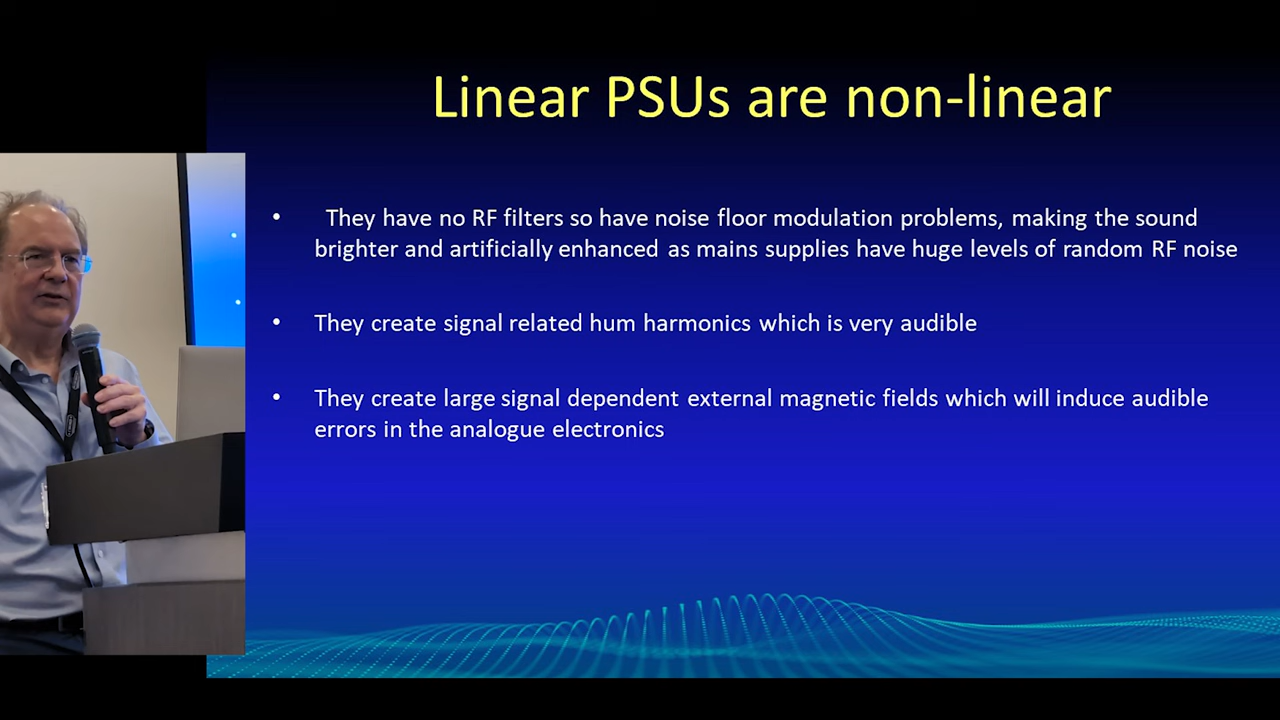 Linear PSUs are non-linear
• They have no RF filters so have noise floor modulation problems, making the sound
brighter and artificially enhanced as mains supplies have huge levels of random RF noise
• They create signal related hum harmonics which is very audible
• They create large signal dependent external magnetic fields which will induce audible
errors in the analogue electronics